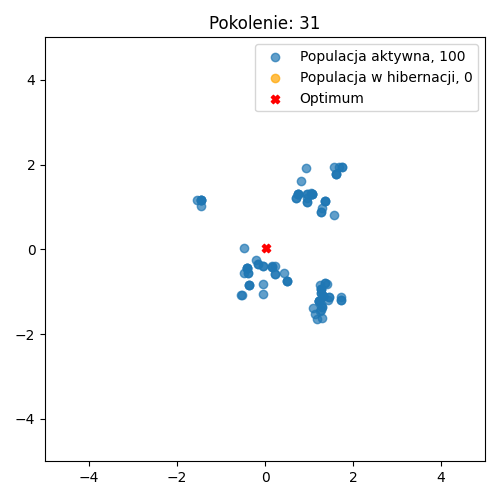 Pokolenie: 31
Populacja aktywna, 100
Populacja w hibernacji, 0
Optimum
4
2
0
−2
−4
−4 −2 0 2 4